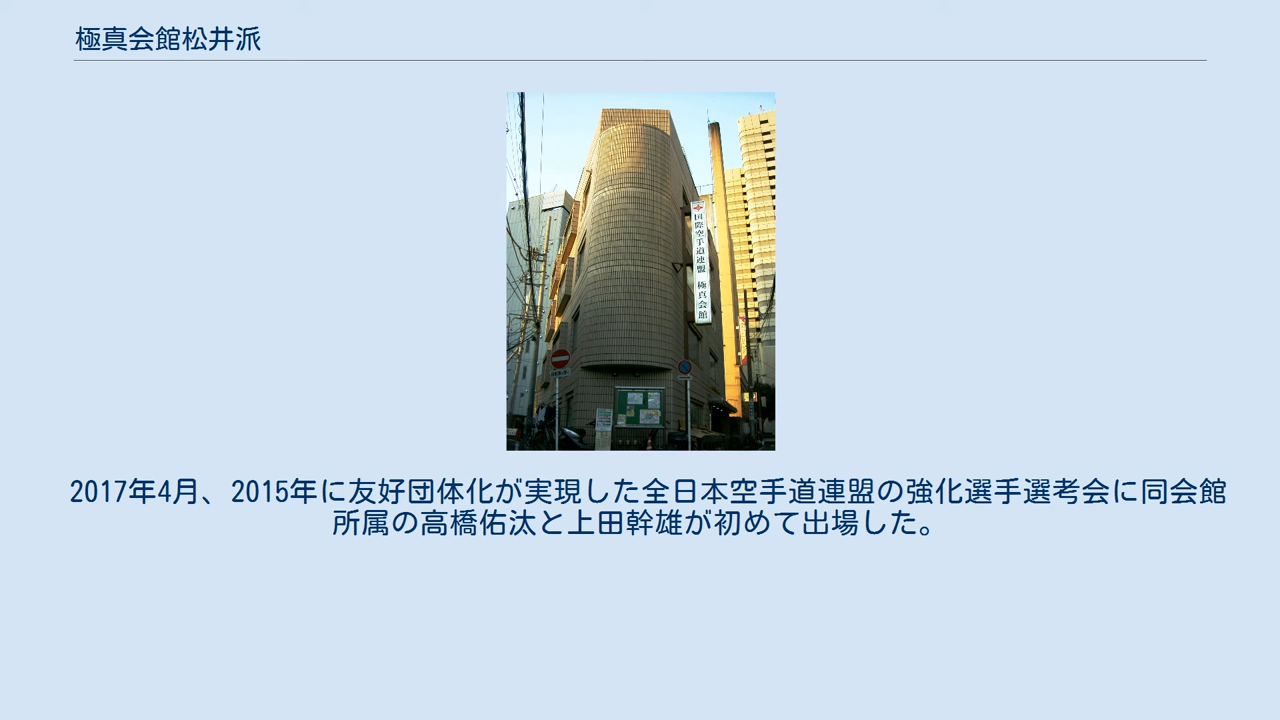 極真会館松井派
国際空手道連盟 極真会館
2017年4月、2015年に友好団体化が実現した全日本空手道連盟の強化選手選考会に同会館
所属の高橋佑汰と上田幹雄が初めて出場した。